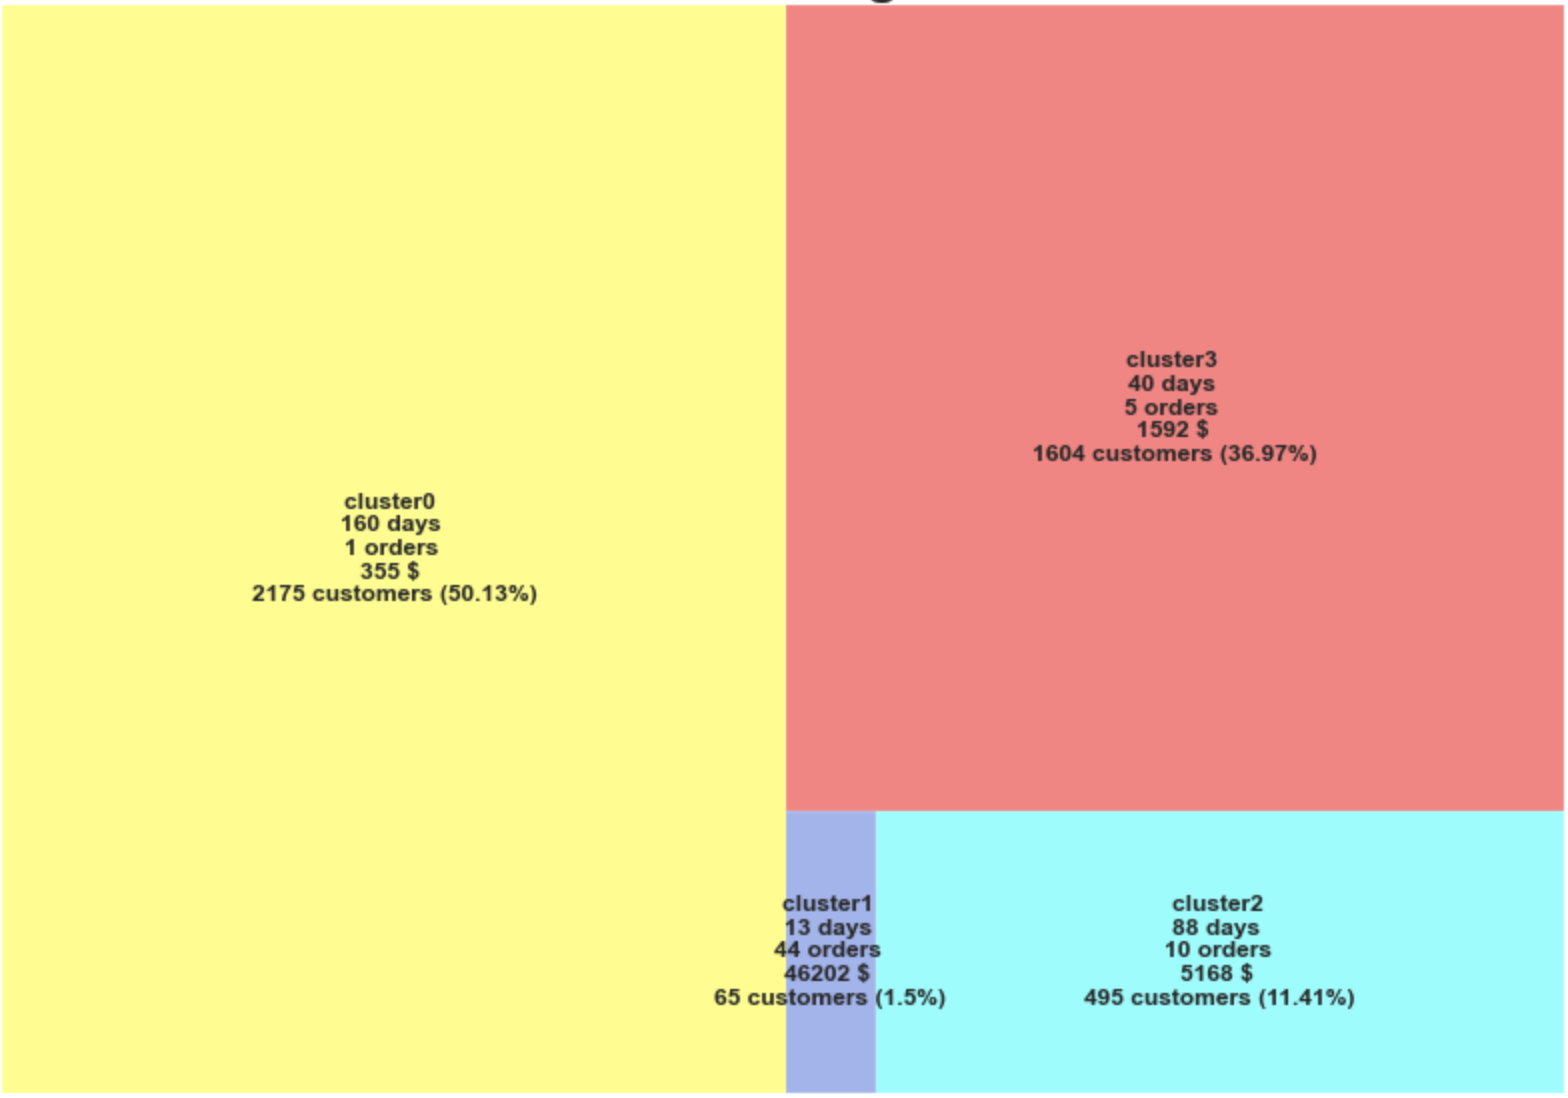 cluster3
40 days
5 orders
1592 $
1604 customers (36.97%)
cluster0
160 days
1 orders
355 $
2175 customers (50.13%)
cluster1
13 days
44 orders
46202 $
65 customers (1.5%)
cluster2
88 days
10 orders
5168 $
495 customers (11.41%)